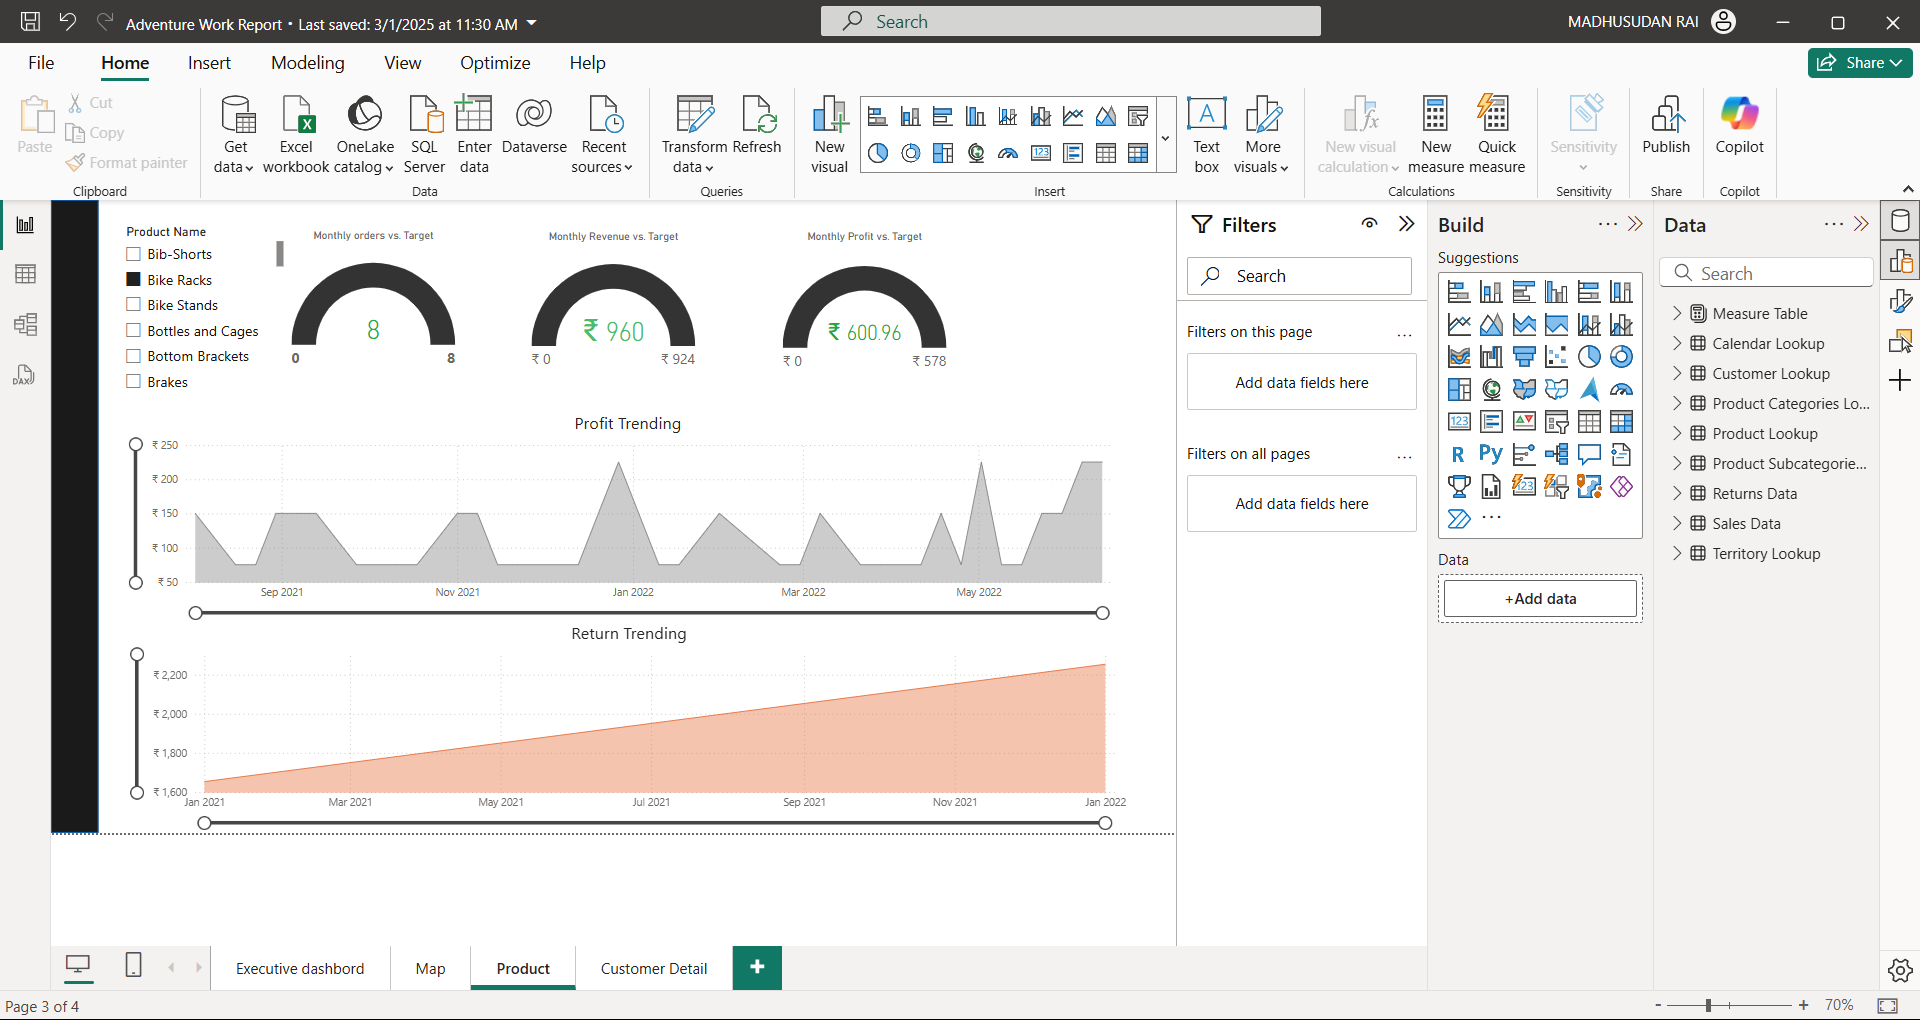 Adventure Work Report • Last saved: 3/1/2025 at 11:30 AM
Search
MADHUSUDAN RAI
File Home Insert Modeling View Optimize Help
Share
Paste
Cut
Copy
Format painter
Clipboard
Get data
Excel workbook
OneLake catalog
SQL Server
Enter data
Dataverse
Recent sources
Data
Transform data
Refresh
Queries
New visual
Text box
More visuals
Insert
New visual calculation
New measure
Quick measure
Calculations
Sensitivity
Sensitivity
Publish
Share
Copilot
Copilot
Product Name
Bib-Shorts
Bike Racks
Bike Stands
Bottles and Cages
Bottom Brackets
Brakes
Monthly orders vs. Target
8
0 8
Monthly Revenue vs. Target
₹ 960
₹ 0 ₹ 924
Monthly Profit vs. Target
₹ 600.96
₹ 0 ₹ 578
Profit Trending
₹ 250
₹ 200
₹ 150
₹ 100
₹ 50
Sep 2021 Nov 2021 Jan 2022 Mar 2022 May 2022
Return Trending
₹ 2,200
₹ 2,000
₹ 1,800
₹ 1,600
Jan 2021 Mar 2021 May 2021 Jul 2021 Sep 2021 Nov 2021 Jan 2022
Filters
Search
Filters on this page ...
Add data fields here
Filters on all pages ...
Add data fields here
Build ...
Suggestions
123
R Py
123
...
Data
+Add data
Data ...
Search
Measure Table
Calendar Lookup
Customer Lookup
Product Categories Lo...
Product Lookup
Product Subcategorie...
Returns Data
Sales Data
Territory Lookup
DAX
Executive dashbord Map Product Customer Detail +
Page 3 of 4
- + 70%